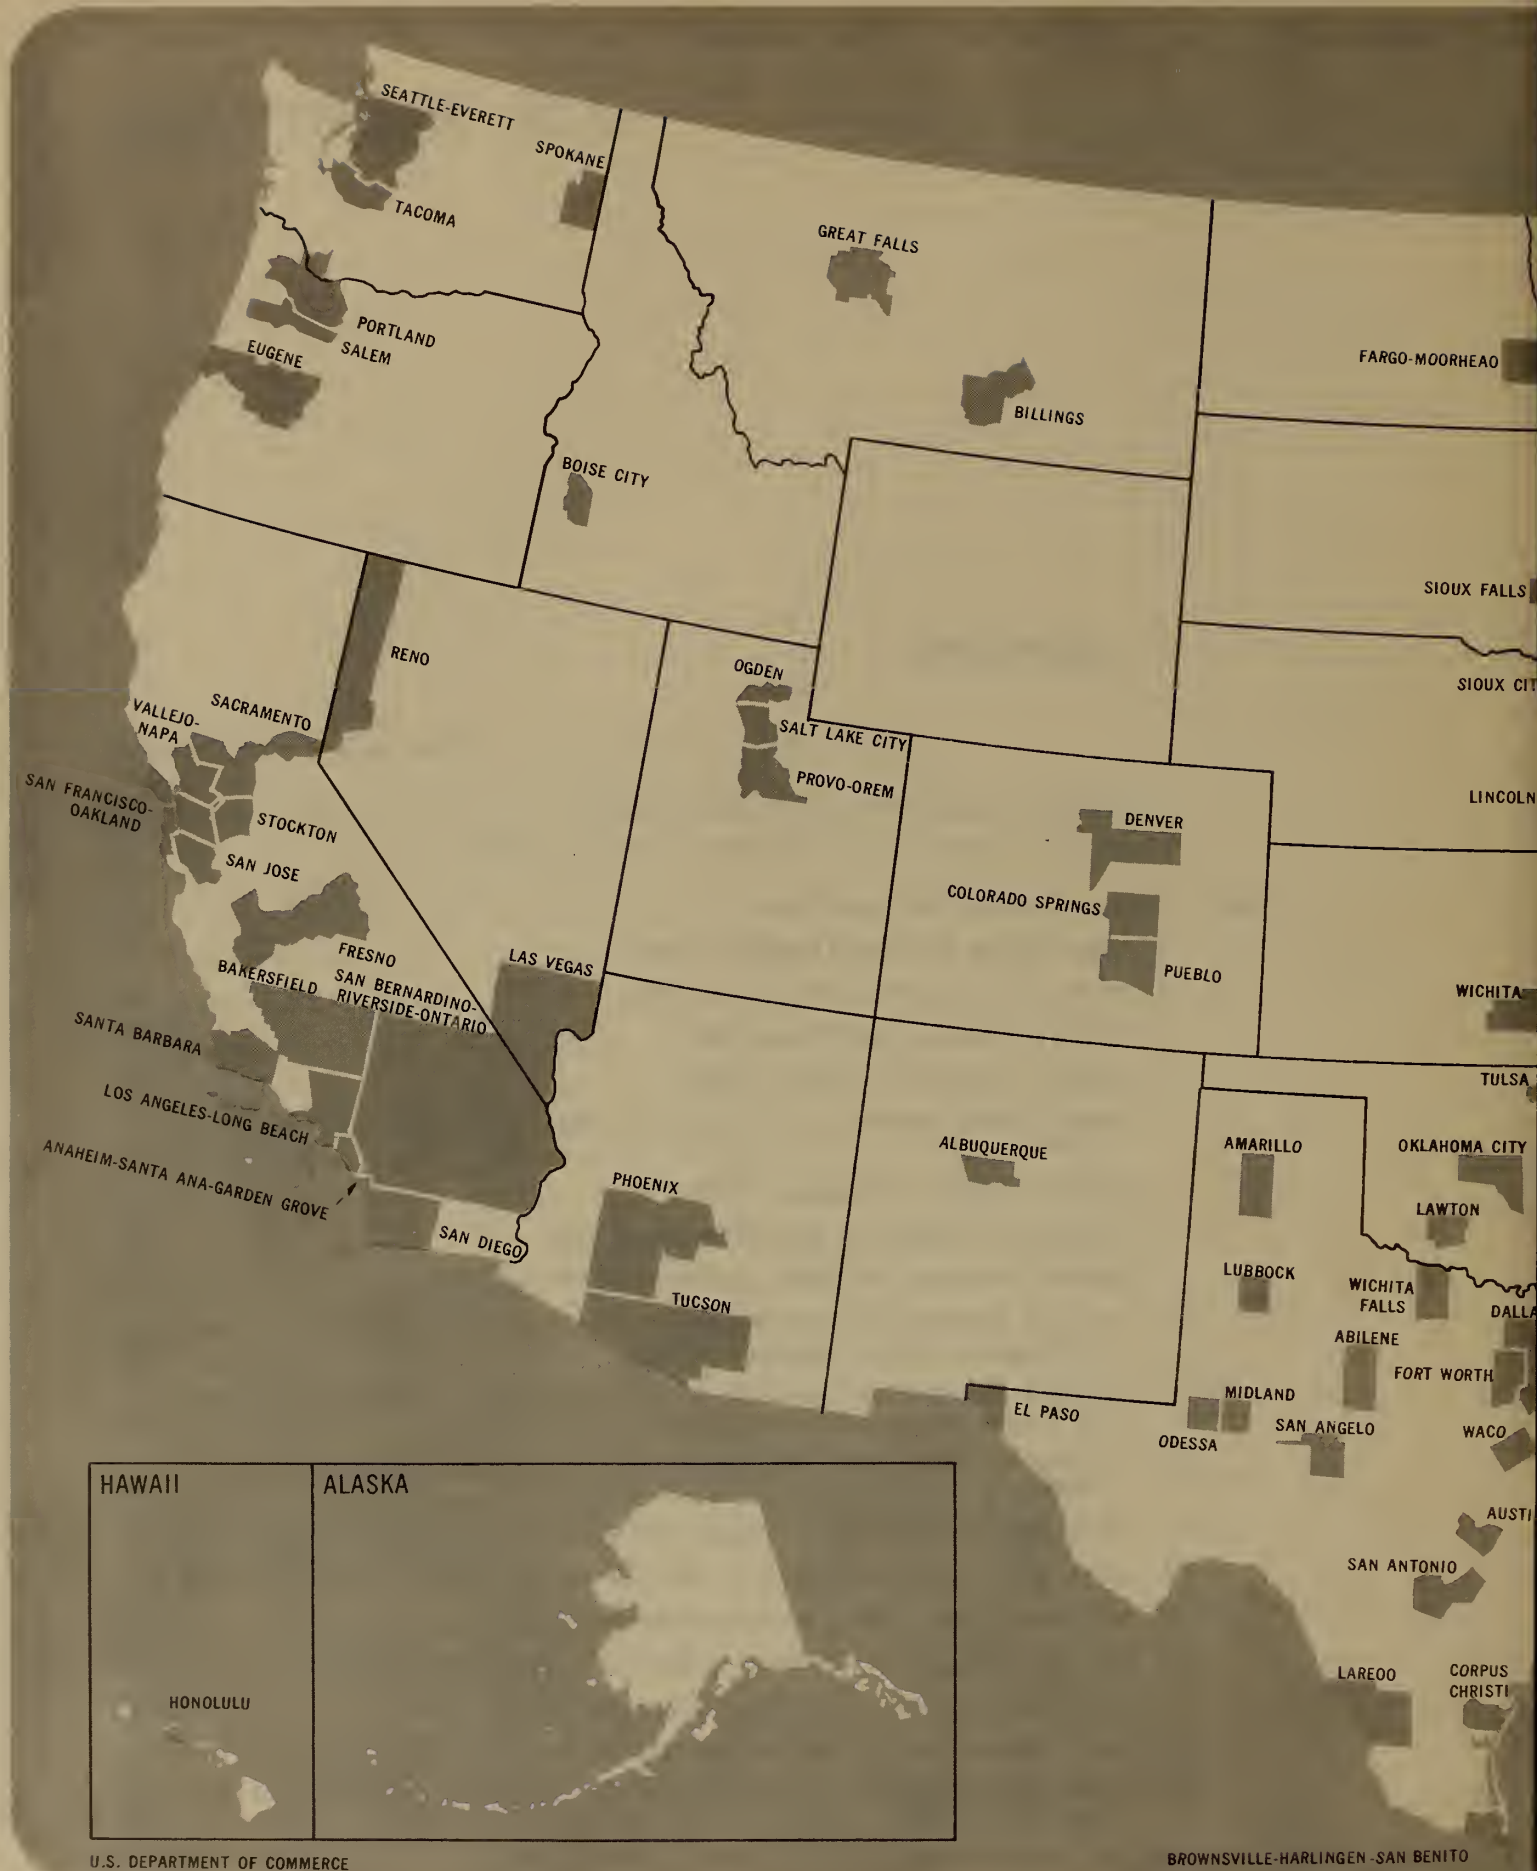 SEATTLE-EVERETT
SPOKANE
TACOMA
GREAT FALLS
PORTLAND
SALEM
EUGENE
FARGO-MOORHEAO
BILLINGS
BOISE CITY
SIOUX FALLS
RENO
OGDEN
SIOUX CIT
SACRAMENTO
VALLEJO-
NAPA
SALT LAKE CITY
PROVO-OREM
SAN FRANCISCO-
OAKLAND
LINCOLN
STOCKTON
DENVER
SAN JOSE
COLORADO SPRINGS
FRESNO
LAS VEGAS
PUEBLO
BAKERSFIELD
SAN BERNARDINO-
RIVERSIDE-ONTARIO
WICHITA
SANTA BARBARA
TULSA
LOS ANGELES-LONG BEACH
ALBUQUERQUE
AMARILLO
OKLAHOMA CITY
ANAHEIM-SANTA ANA-GARDEN GROVE
PHOENIX
LAWTON
SAN DIEGO
LUBBOCK
WICHITA
FALLS
TUCSON
DALLA
ABILENE
FORT WORTH
MIDLAND
EL PASO
ODESSA
SAN ANGELO
WACO
HAWAII
ALASKA
AUSTI
SAN ANTONIO
LAREOO
CORPUS
CHRISTI
HONOLULU
U.S. DEPARTMENT OF COMMERCE
BROWNSVILLE-HARLINGEN-SAN BENITO